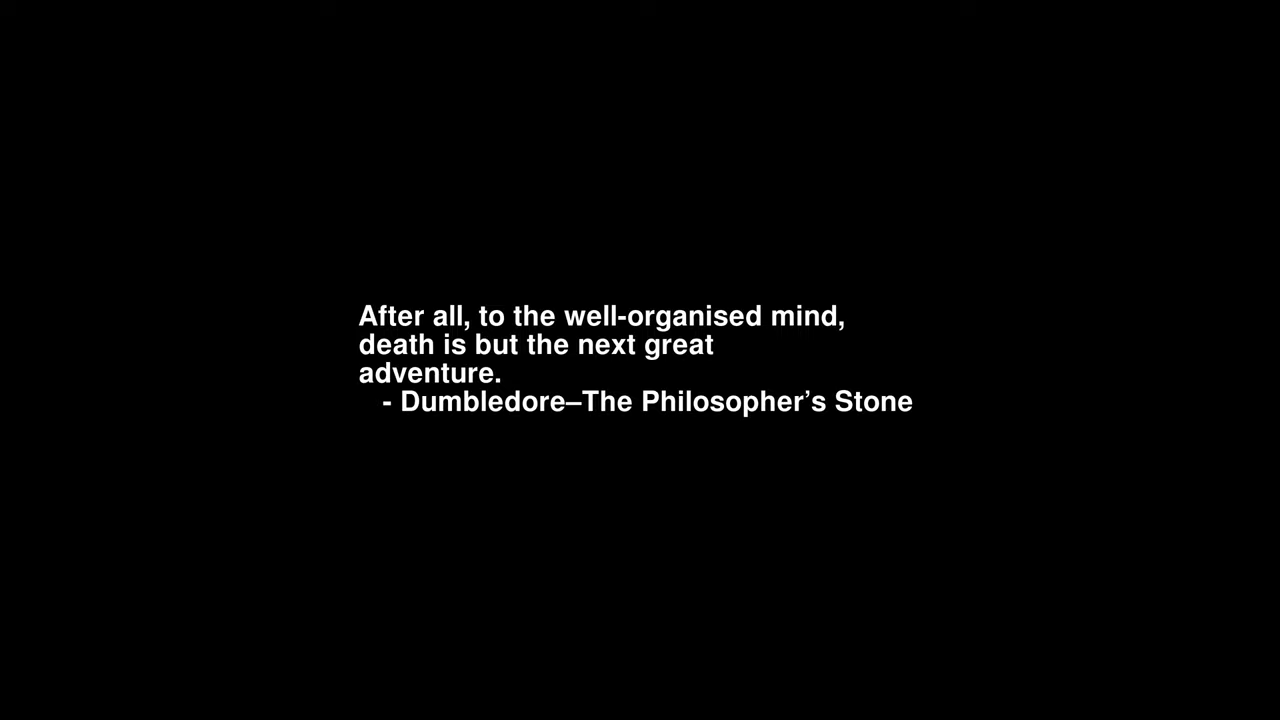 After all, to the well-organised mind,
death is but the next great
adventure.
- Dumbledore–The Philosopher’s Stone